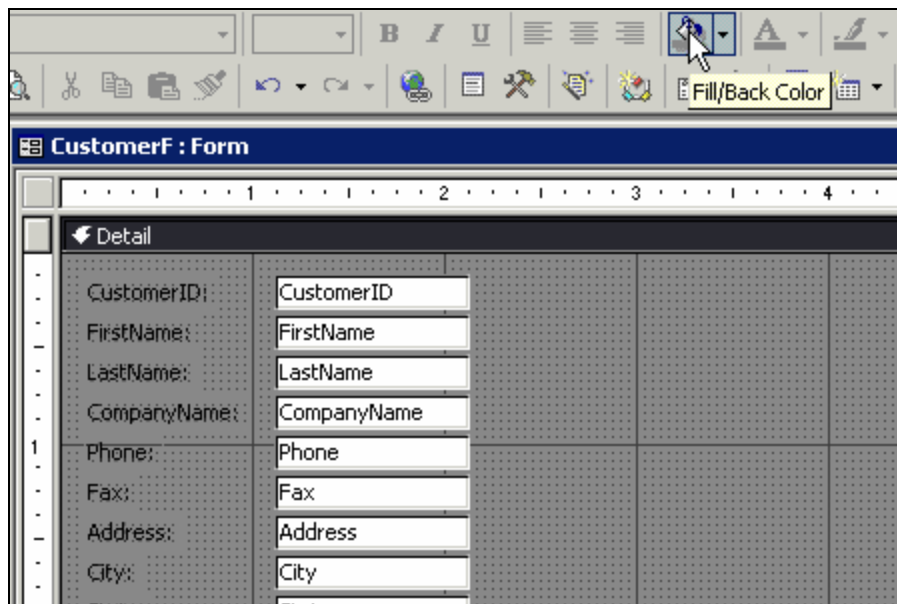 B I U A
Fill/Back Color
CustomerF : Form
1 2 3 4
Detail
CustomerID: CustomerID
FirstName: FirstName
LastName: LastName
CompanyName: CompanyName
1
Phone: Phone
Fax: Fax
Address: Address
City: City